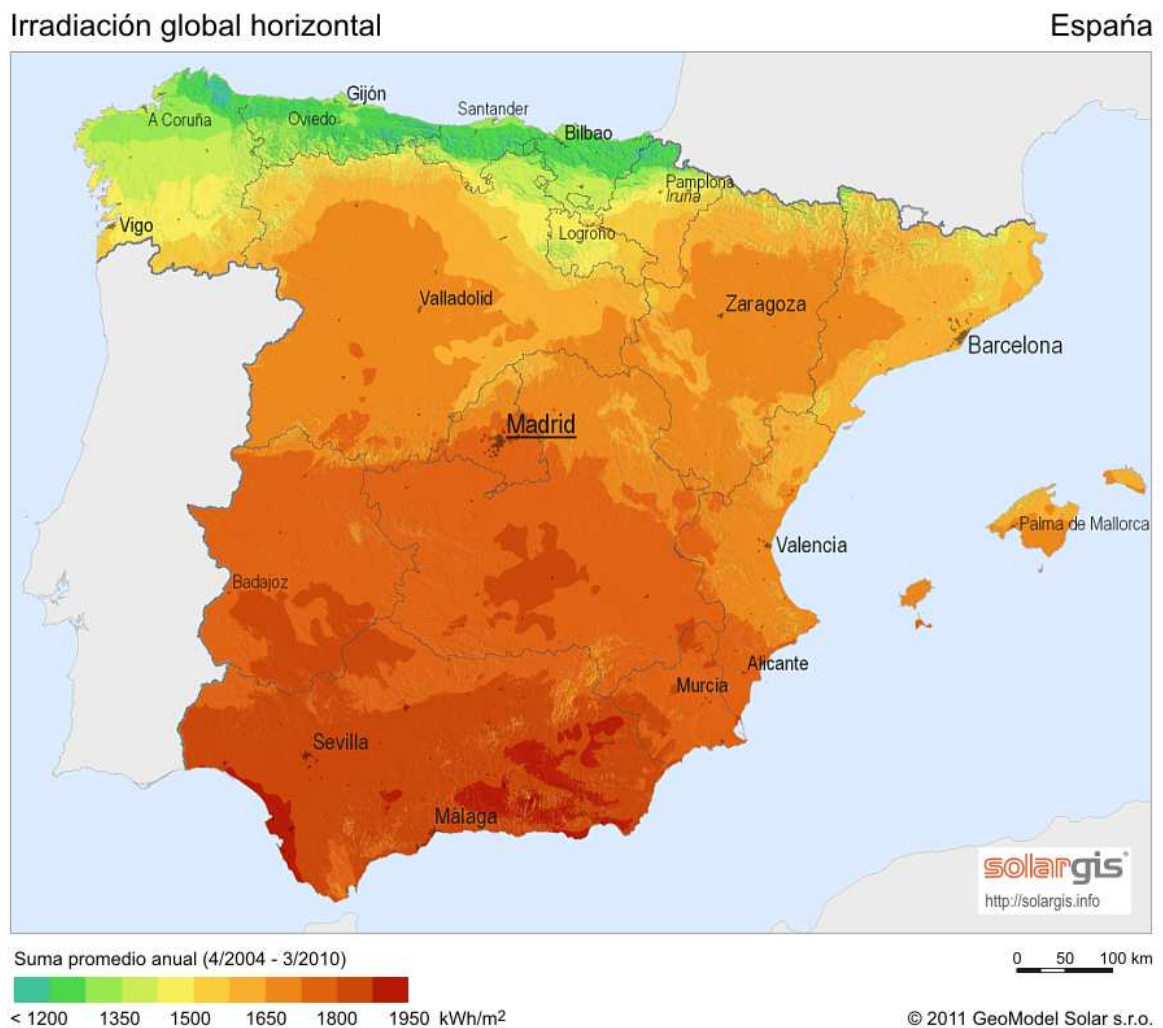 Irradiación global horizontal
España
Gijón
Santander
A Coruña
Oviedo
Bilbao
Pamplona
Iruña
Vigo
Logroño
Valladolid
Zaragoza
Barcelona
Madrid
Palma de Mallorca
Valencia
Badajoz
Alicante
Murcia
Sevilla
Málaga
solargis
http://solargis.info
Suma promedio anual (4/2004 - 3/2010)
0 50 100 km
< 1200 1350 1500 1650 1800 1950 kWh/m2
© 2011 GeoModel Solar s.r.o.